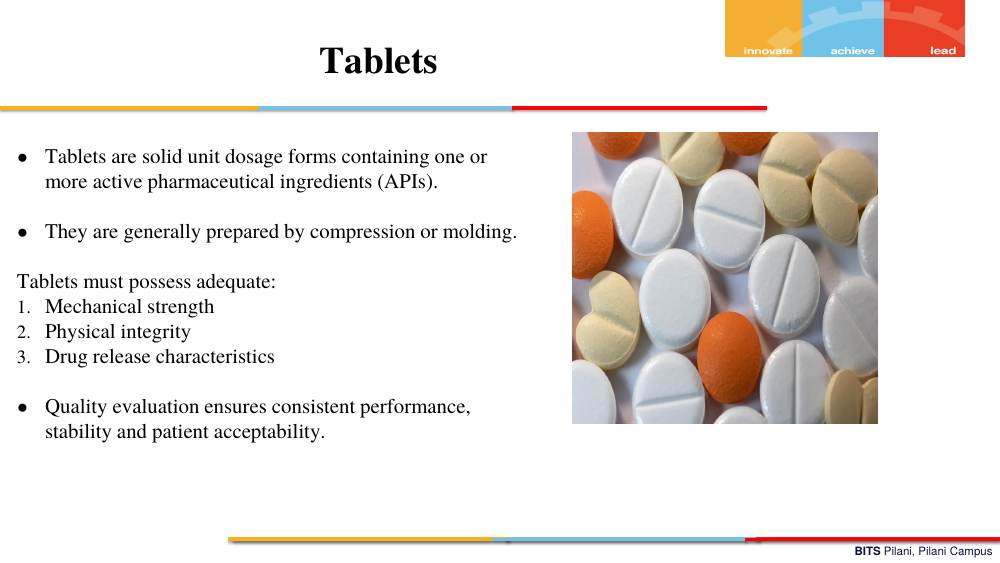 innovate achieve lead
Tablets
● Tablets are solid unit dosage forms containing one or
more active pharmaceutical ingredients (APIs).
● They are generally prepared by compression or molding.
Tablets must possess adequate:
1. Mechanical strength
2. Physical integrity
3. Drug release characteristics
● Quality evaluation ensures consistent performance,
stability and patient acceptability.
BITS Pilani, Pilani Campus